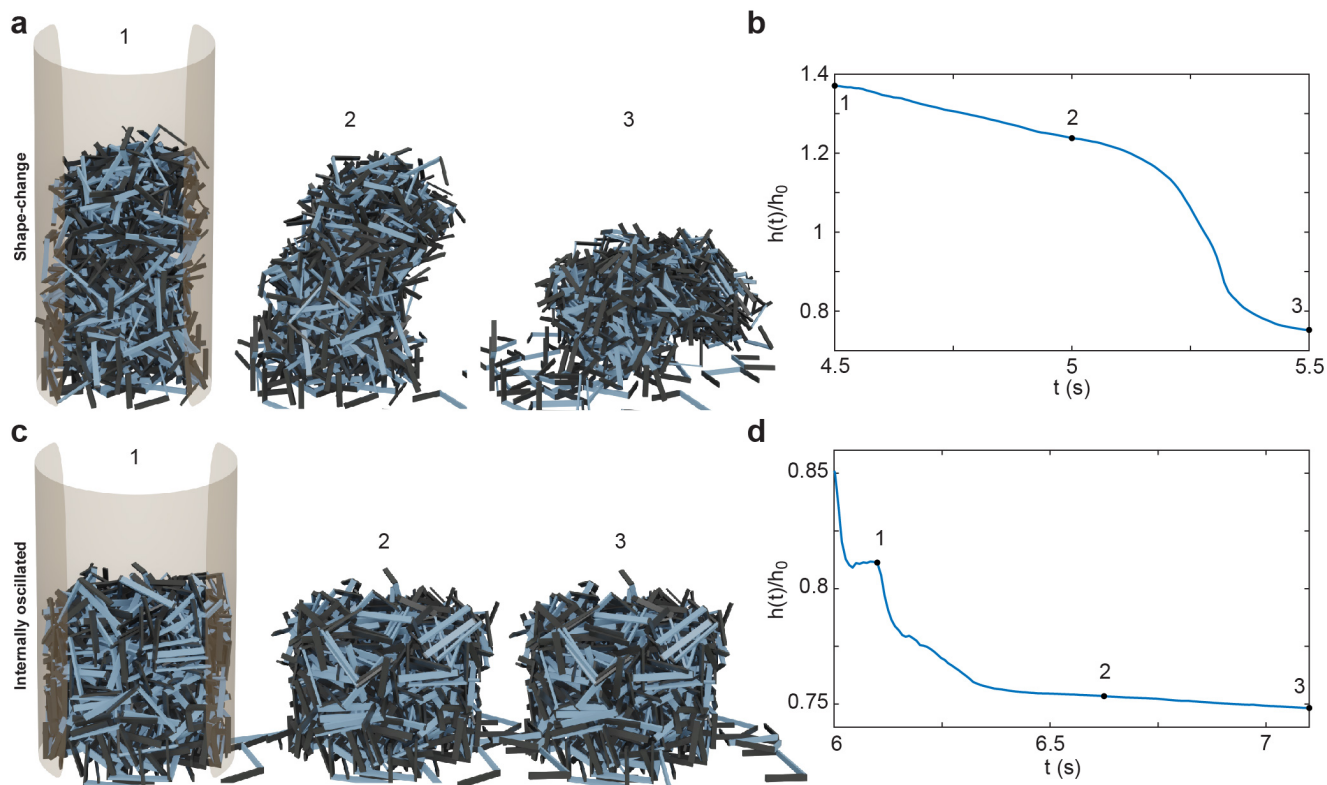 a
1
2
3
Shape-change
b
1.4
1.2
1
0.8
h(t)/h₀
1
2
3
4.5
5
5.5
t (s)
c
1
2
3
Internally oscillated
d
0.85
0.8
0.75
h(t)/h₀
1
2
3
6
6.5
7
t (s)